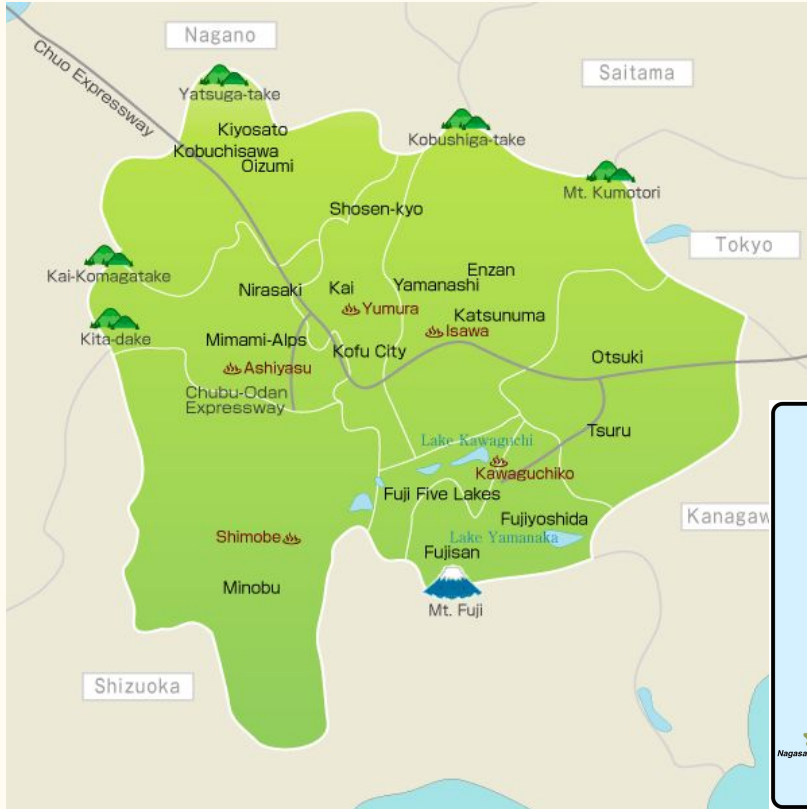 Nagano
Chuo Expressway
Saitama
Yatsuga-take
Kiyosato
Kobushiga-take
Kobuchisawa
Oizumi
Mt. Kumotori
Shosen-kyo
Tokyo
Kai-Komagatake
Enzan
Nirasaki
Kai
Yamanashi
Yumura
Katsunuma
Kita-dake
Mimami-Alps
Isawa
Kofu City
Otsuki
Ashiyasu
Chubu-Odan
Expressway
Tsuru
Lake Kawaguchi
Kawaguchiko
Fuji Five Lakes
Kanagaw
Fujiyoshida
Shimobe
Lake Yamanaka
Fujisan
Minobu
Mt. Fuji
Shizuoka
Nagasa